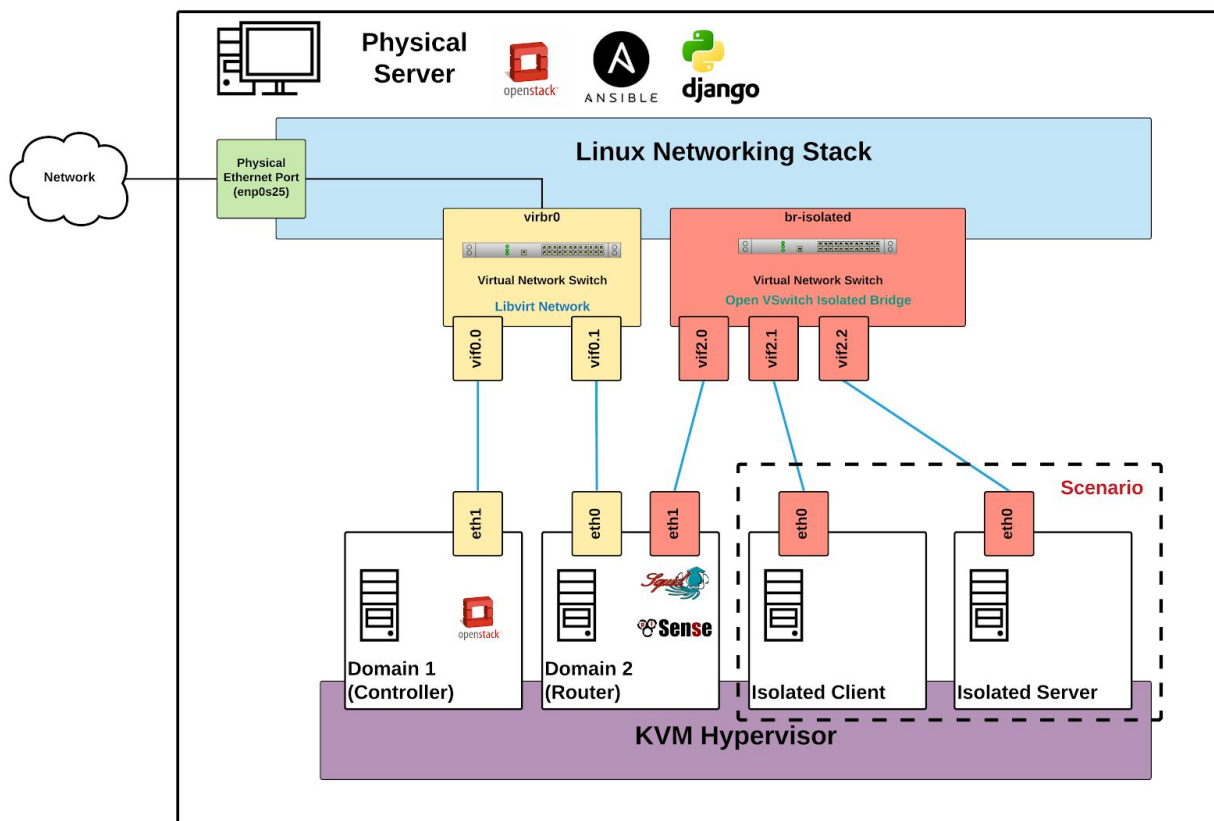 Physical
Server
openstack
ANSIBLE
django
Linux Networking Stack
Network
Physical
Ethernet Port
(enp0s25)
virbr0
Virtual Network Switch
Libvirt Network
br-isolated
Virtual Network Switch
Open VSwitch Isolated Bridge
vif0.0
vif0.1
vif2.0
vif2.1
vif2.2
Scenario
eth1
eth0
eth1
eth0
eth0
openstack
Squid
Sense
Domain 1
(Controller)
Domain 2
(Router)
Isolated Client
Isolated Server
KVM Hypervisor